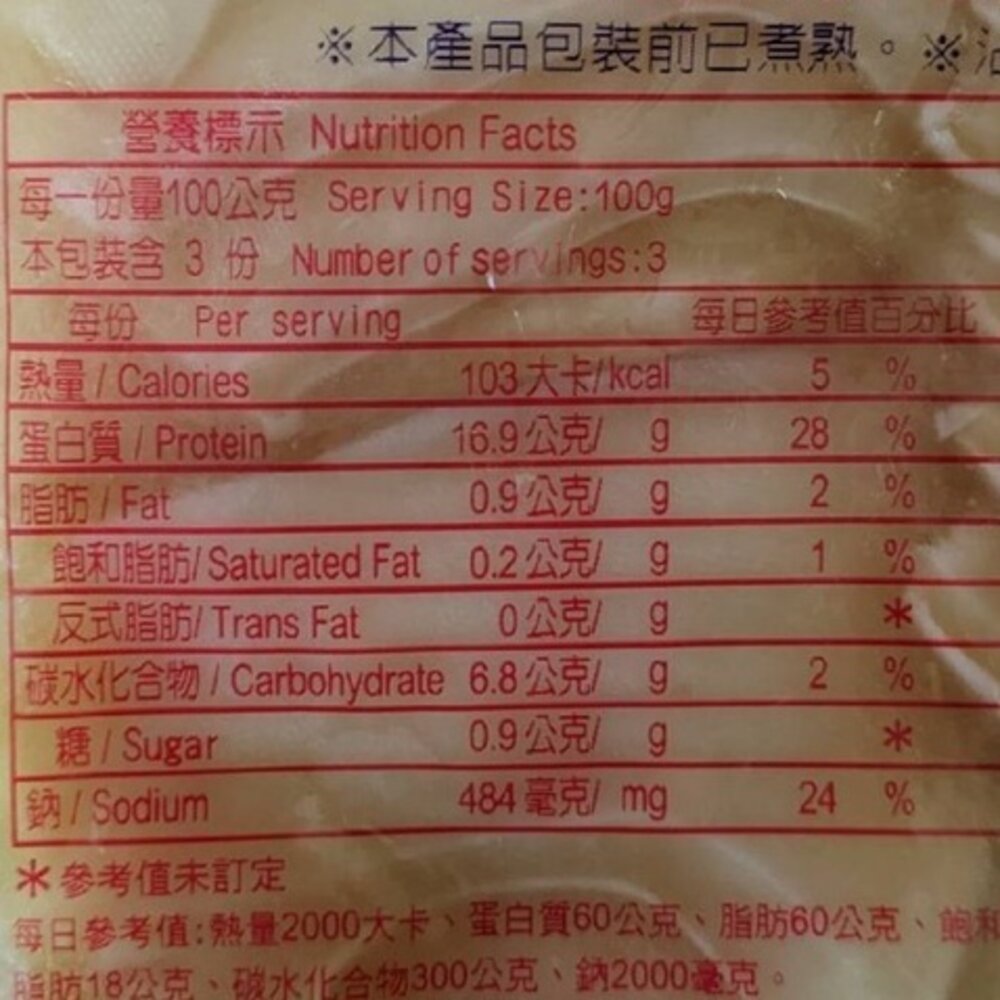 ※本產品包裝前已煮熟。※
營養標示 Nutrition Facts
每一份量100公克 Serving Size:100g
本包裝含 3 份 Number of servings:3
每份 Per serving 每日參考值百分比
熱量/Calories 103大卡/kcal 5 %
蛋白質/Protein 16.9公克/ g 28 %
脂肪/Fat 0.9公克/ g 2 %
飽和脂肪/Saturated Fat 0.2公克/ g 1 %
反式脂肪/Trans Fat 0公克/ g *
碳水化合物/Carbohydrate 6.8公克/ g 2 %
糖/Sugar 0.9公克/ g *
鈉/Sodium 484毫克/ mg 24 %
*參考值未訂定
每日參考值:熱量2000大卡、蛋白質60公克、脂肪60公克、飽和
脂肪18公克、碳水化合物300公克、鈉2000毫克。